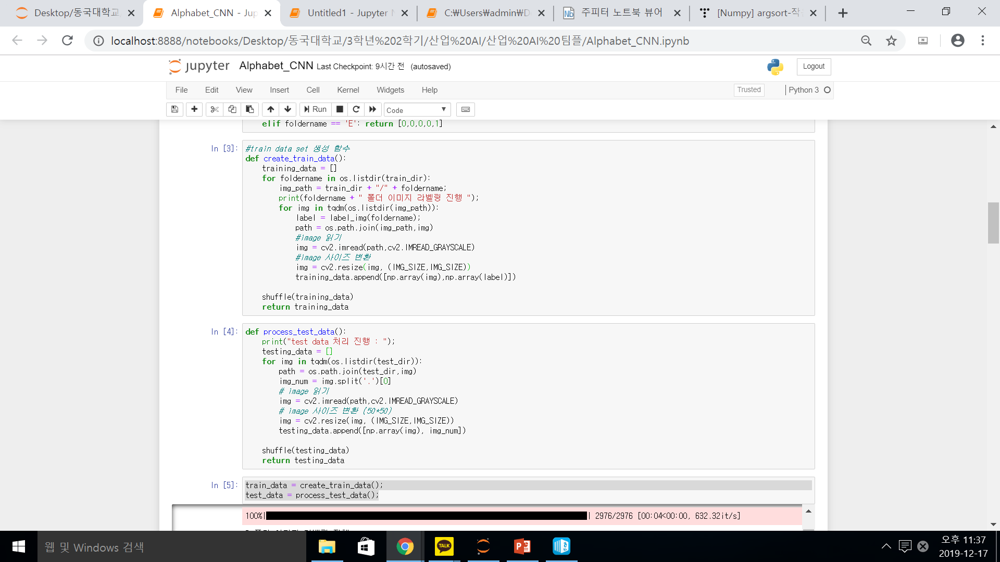 Desktop/동국대학교
Alphabet_CNN - Jup
Untitled1 - Jupyter
C:₩Users₩admin₩D
주피터 노트북 뷰어
[Numpy] argsort-작
localhost:8888/notebooks/Desktop/동국대학교/3학년%202학기/산업%20AI/산업%20AI%20팀플/Alphabet_CNN.ipynb
jupyter Alphabet_CNN Last Checkpoint: 9시간 전 (autosaved)
Logout
File Edit View Insert Cell Kernel Widgets Help
Trusted
Python 3
Run
Code
elif foldername == 'E': return [0,0,0,0,1]
In [3]:
#train data set 생성 함수
def create_train_data():
training_data = []
for foldername in os.listdir(train_dir):
img_path = train_dir + "/" + foldername;
print(foldername + " 폴더 이미지 라벨링 진행 ");
for img in tqdm(os.listdir(img_path)):
label = label_img(foldername);
path = os.path.join(img_path,img)
#image 읽기
img = cv2.imread(path,cv2.IMREAD_GRAYSCALE)
#image 사이즈 변환
img = cv2.resize(img, (IMG_SIZE,IMG_SIZE))
training_data.append([np.array(img),np.array(label)])
shuffle(training_data)
return training_data
In [4]:
def process_test_data():
print("test data 처리 진행 : ");
testing_data = []
for img in tqdm(os.listdir(test_dir)):
path = os.path.join(test_dir,img)
img_num = img.split('.')[0]
# image 읽기
img = cv2.imread(path,cv2.IMREAD_GRAYSCALE)
# image 사이즈 변환 (50*50)
img = cv2.resize(img, (IMG_SIZE,IMG_SIZE))
testing_data.append([np.array(img), img_num])
shuffle(testing_data)
return testing_data
In [5]:
train_data = create_train_data();
test_data = process_test_data();
100%| | 2976/2976 [00:04<00:00, 632.32it/s]
웹 및 Windows 검색
TALK
오후 11:37
2019-12-17